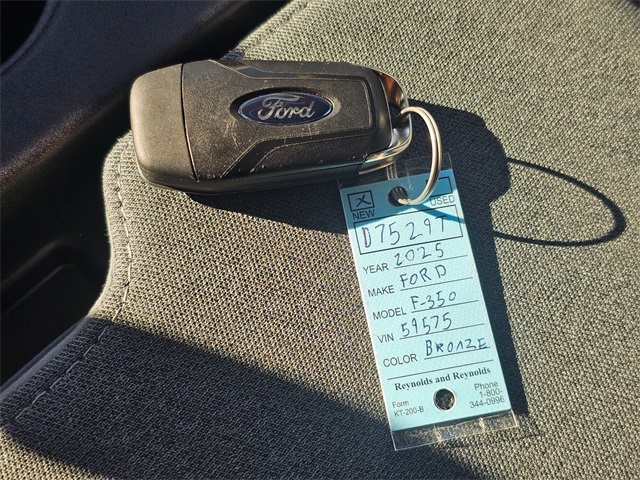 Ford
X
NEW
USED
D75297
YEAR 2025
MAKE FORD
MODEL F-350
VIN 59575
COLOR BRONZE
Reynolds and Reynolds
Form
KT-200-B
Phone
1-800-
344-0996